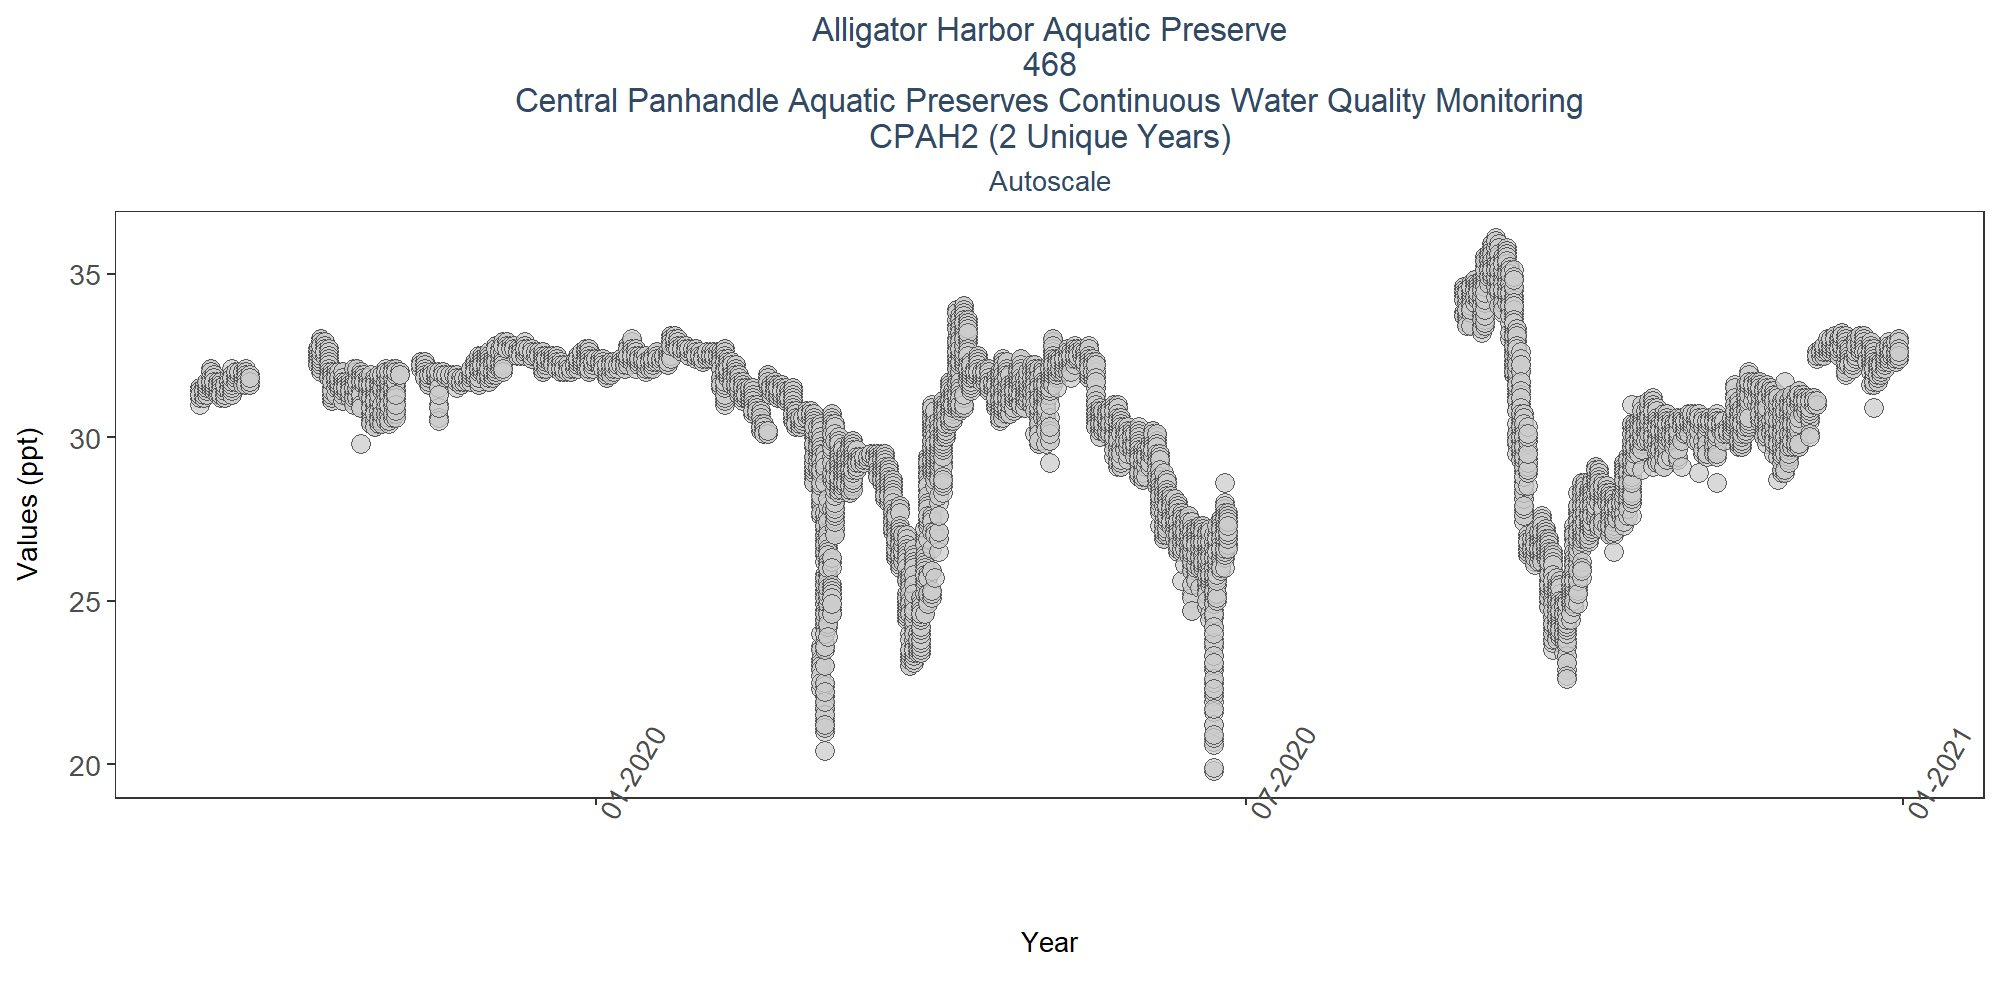 Alligator Harbor Aquatic Preserve
468
Central Panhandle Aquatic Preserves Continuous Water Quality Monitoring
CPAH2 (2 Unique Years)
Autoscale
Values (ppt)
35
30
25
20
01-2020
07-2020
01-2021
Year